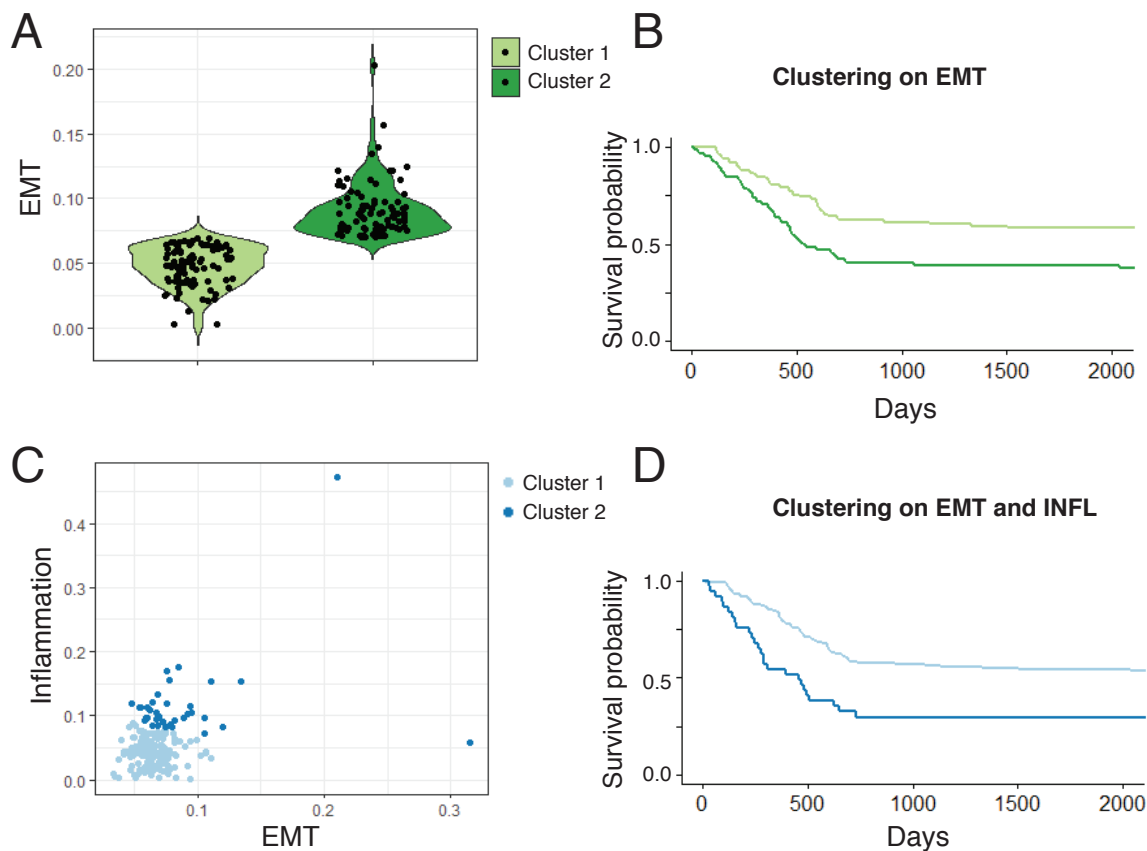 A
EMT
0.20
0.15
0.10
0.05
0.00
Cluster 1
Cluster 2
B
Clustering on EMT
Survival probability
1.0
0.5
0.0
0
500
1000
1500
2000
Days
C
Inflammation
0.4
0.3
0.2
0.1
0.0
0.1
0.2
0.3
EMT
Cluster 1
Cluster 2
D
Clustering on EMT and INFL
Survival probability
1.0
0.5
0.0
0
500
1000
1500
2000
Days